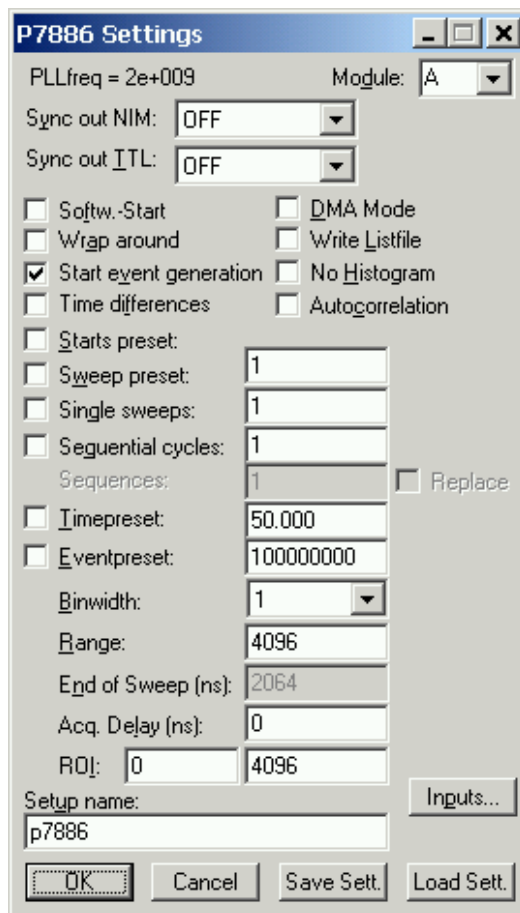 P7886 Settings
PLLfreq = 2e+009 Module: A
Sync out NIM: OFF
Sync out TTL: OFF
Softw.-Start DMA Mode
Wrap around Write Listfile
Start event generation No Histogram
Time differences Autocorrelation
Starts preset:
Sweep preset: 1
Single sweeps: 1
Sequential cycles: 1
Sequences: 1 Replace
Timepreset: 50.000
Eventpreset: 100000000
Binwidth: 1
Range: 4096
End of Sweep (ns): 2064
Acq. Delay (ns): 0
ROI: 0 4096
Setup name: Inputs...
p7886
OK Cancel Save Sett. Load Sett.